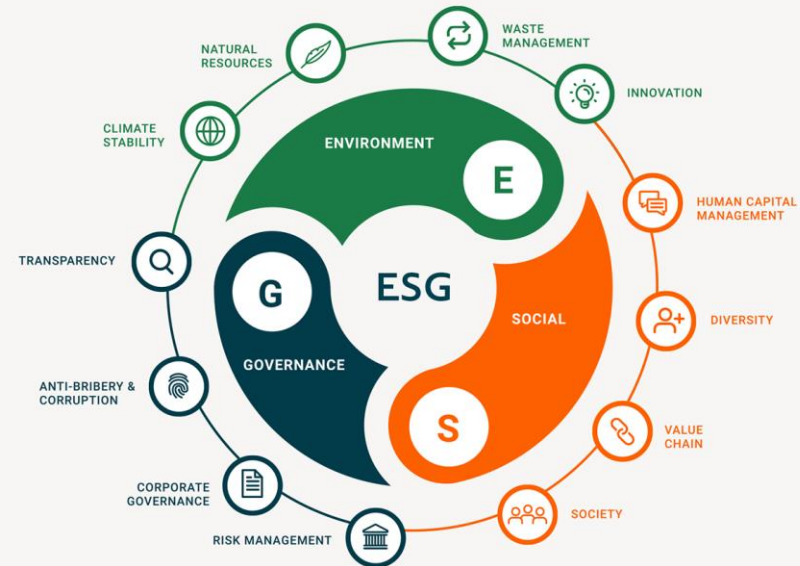 WASTE
MANAGEMENT
NATURAL
RESOURCES
INNOVATION
CLIMATE
STABILITY
ENVIRONMENT
E
HUMAN CAPITAL
MANAGEMENT
TRANSPARENCY
G
ESG
SOCIAL
DIVERSITY
GOVERNANCE
ANTI-BRIBERY &
CORRUPTION
S
VALUE
CHAIN
CORPORATE
GOVERNANCE
SOCIETY
RISK MANAGEMENT